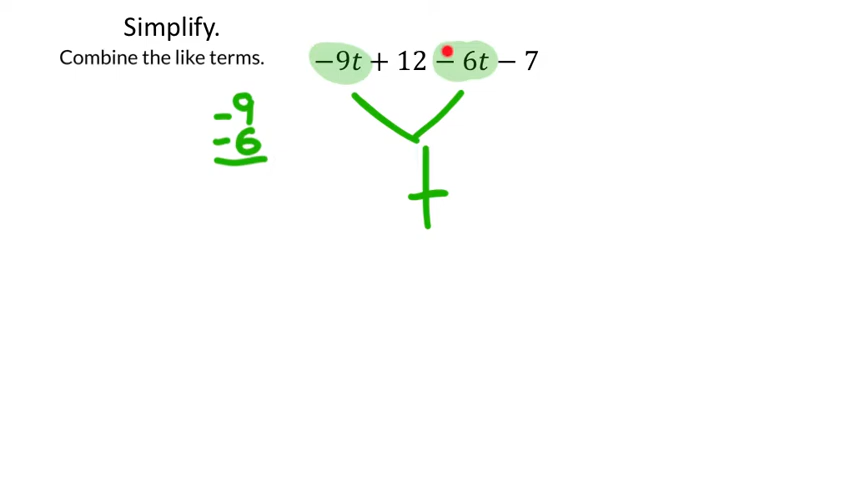 Simplify.
Combine the like terms.
−9t + 12 − 6t − 7
-9
-6
t